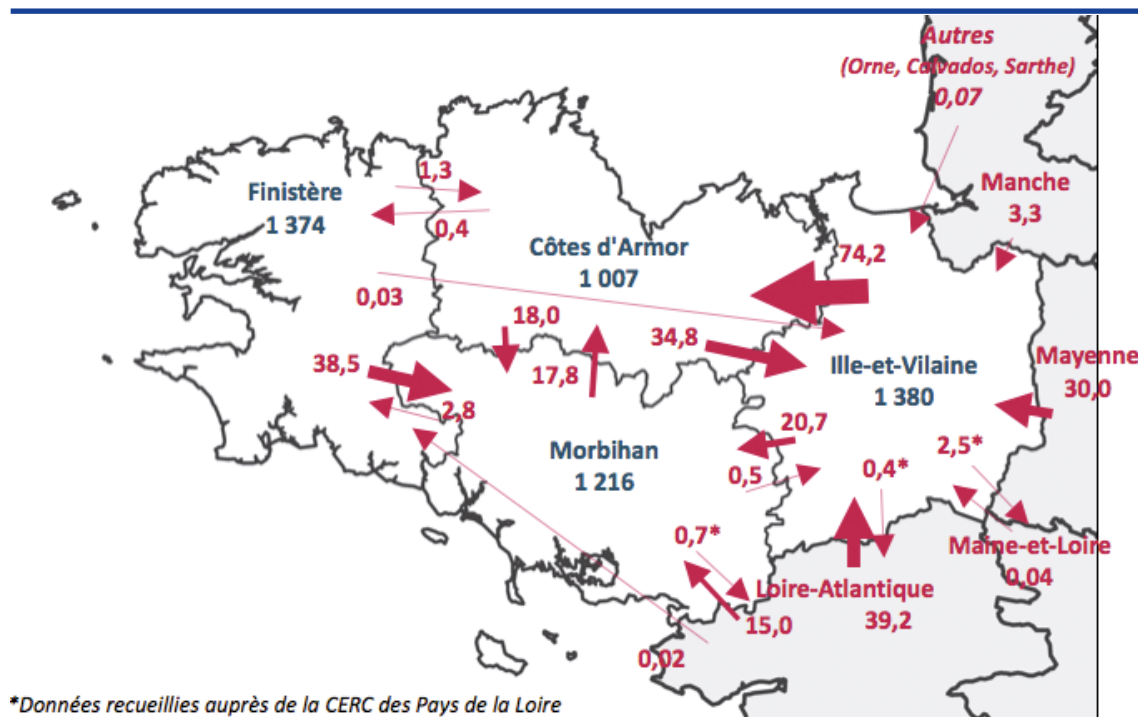 Autres
(Orne, Calvados, Sarthe)
0,07
Manche
3,3
Finistère
1 374
1,3
0,4
Côtes d'Armor
1 007
74,2
0,03
18,0
17,8
34,8
Ille-et-Vilaine
1 380
Mayenne
30,0
38,5
2,8
Morbihan
1 216
20,7
0,5
0,4*
2,5*
0,7*
Maine-et-Loire
0,04
Loire-Atlantique
39,2
15,0
0,02
*Données recueillies auprès de la CERC des Pays de la Loire